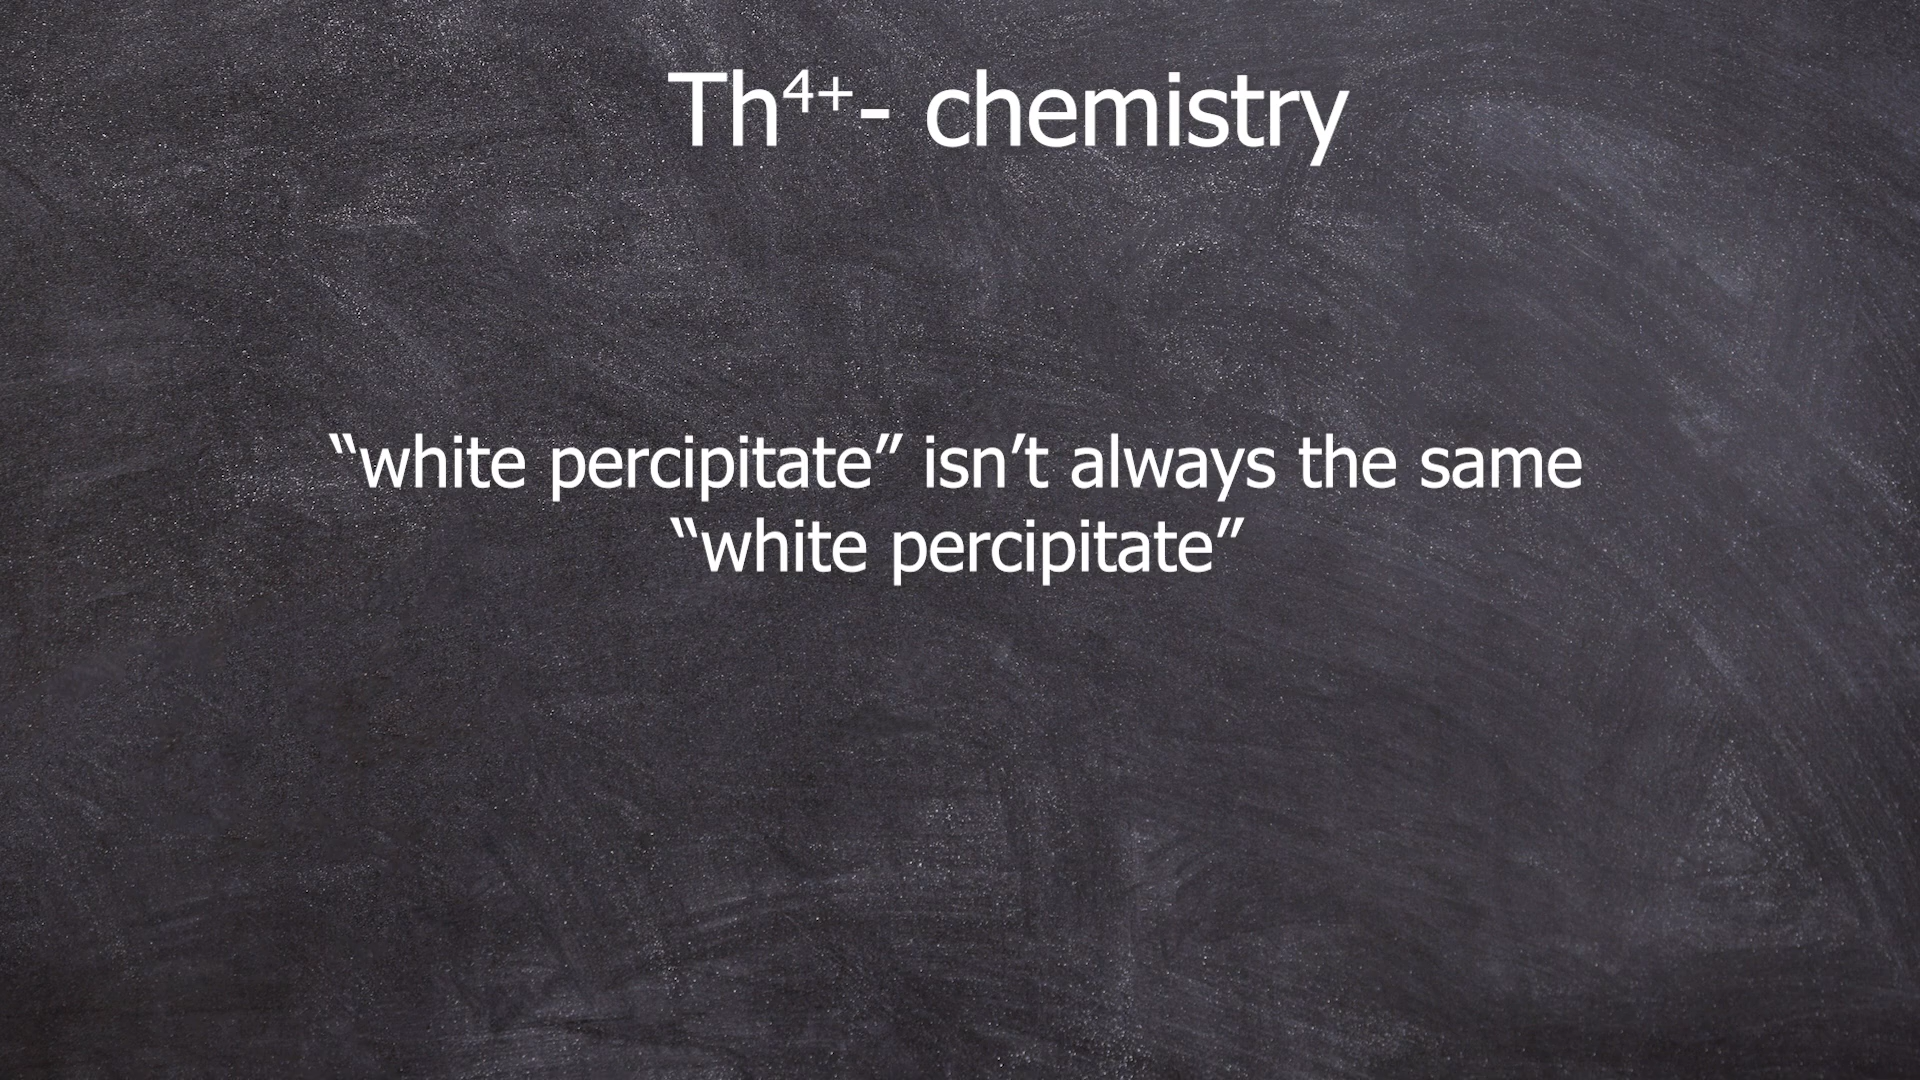 Th⁴⁺- chemistry
“white percipitate” isn’t always the same
“white percipitate”